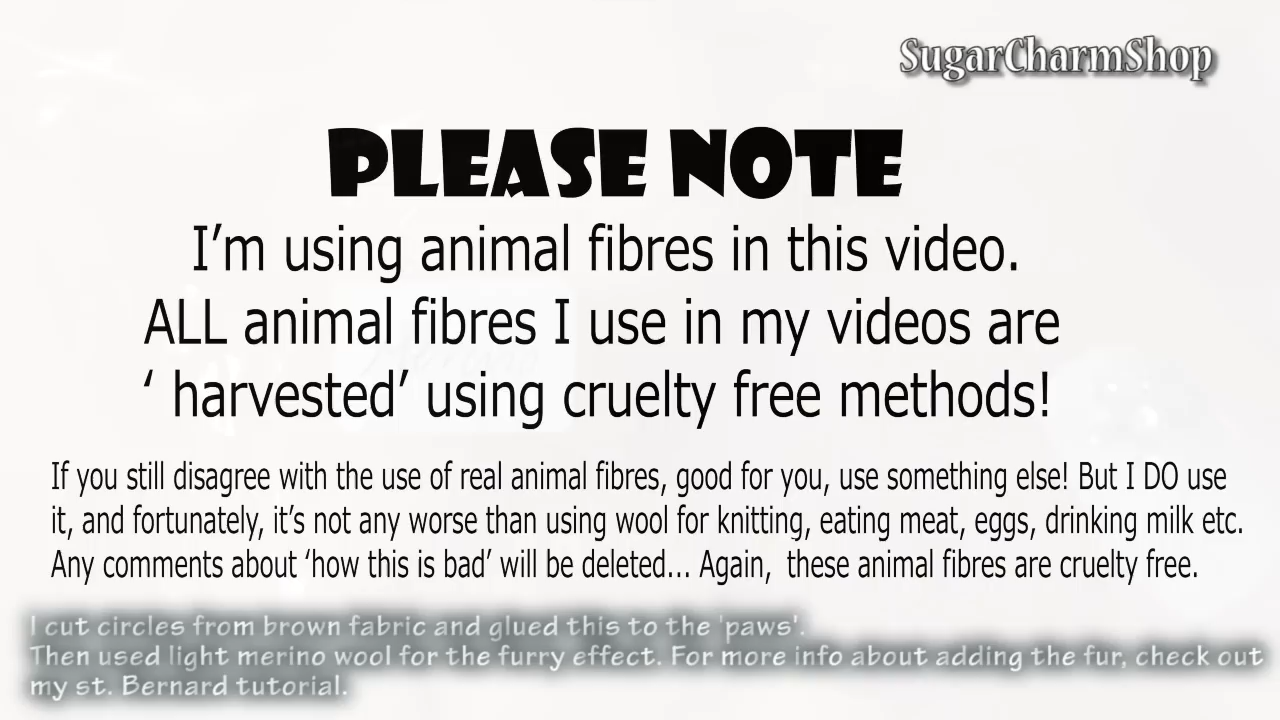 SugarCharmShop
PLEASE NOTE
I’m using animal fibres in this video.
ALL animal fibres I use in my videos are
‘ harvested’ using cruelty free methods!
If you still disagree with the use of real animal fibres, good for you, use something else! But I DO use
it, and fortunately, it’s not any worse than using wool for knitting, eating meat, eggs, drinking milk etc.
Any comments about ‘how this is bad’ will be deleted... Again,  these animal fibres are cruelty free.
I cut circles from brown fabric and glued this to the 'paws'.
Then used light merino wool for the furry effect. For more info about adding the fur, check out
my st. Bernard tutorial.